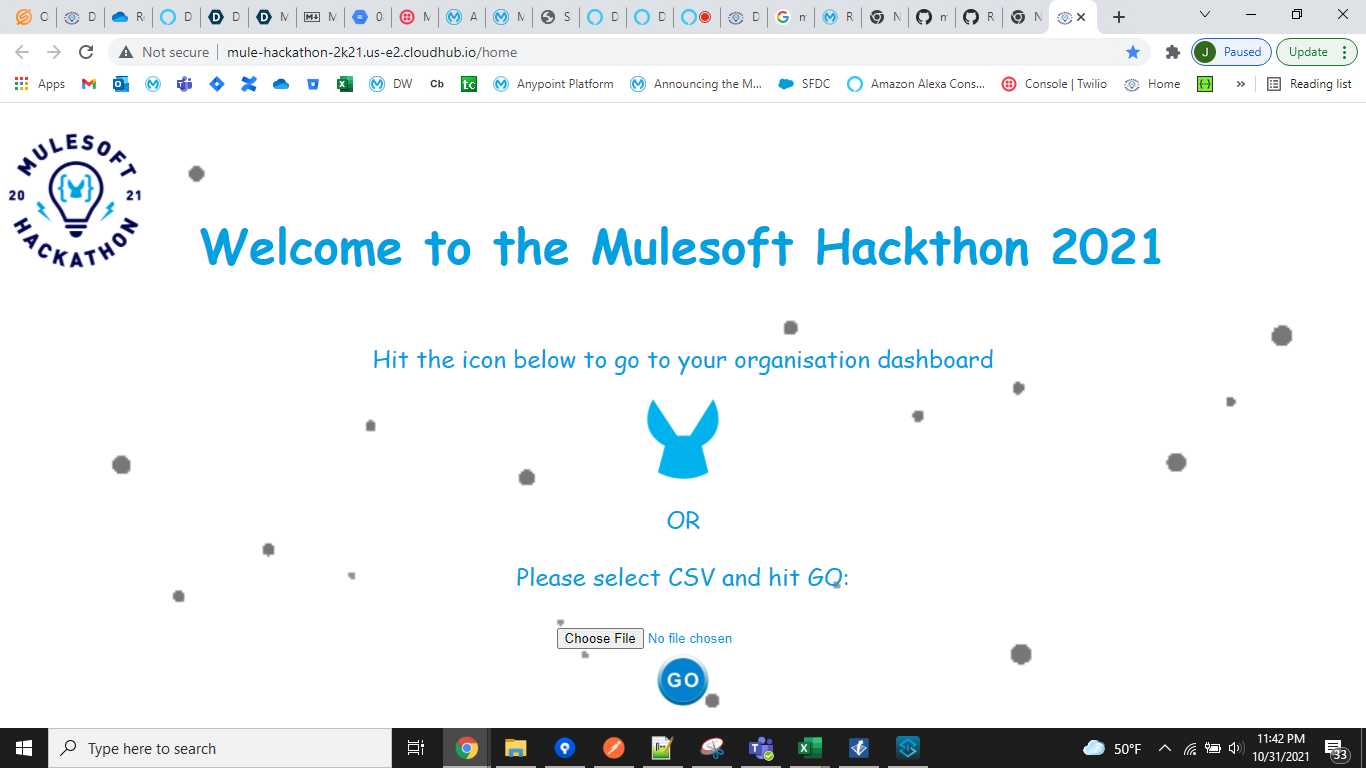 O
D
Re
D
D
M
M
0
M
A
M
S
D
D
D
m
R
N
m
R
N
Not secure
mule-hackathon-2k21.us-e2.cloudhub.io/home
J
Paused
Update
Apps
DW
Cb
tc
Anypoint Platform
Announcing the M...
SFDC
Amazon Alexa Cons...
Console | Twilio
Home
»
Reading list
MULESOFT
20
21
HACKATHON
Welcome to the Mulesoft Hackthon 2021
Hit the icon below to go to your organisation dashboard
OR
Please select CSV and hit GO:
Choose File
No file chosen
GO
Type here to search
50°F
11:42 PM
10/31/2021
33